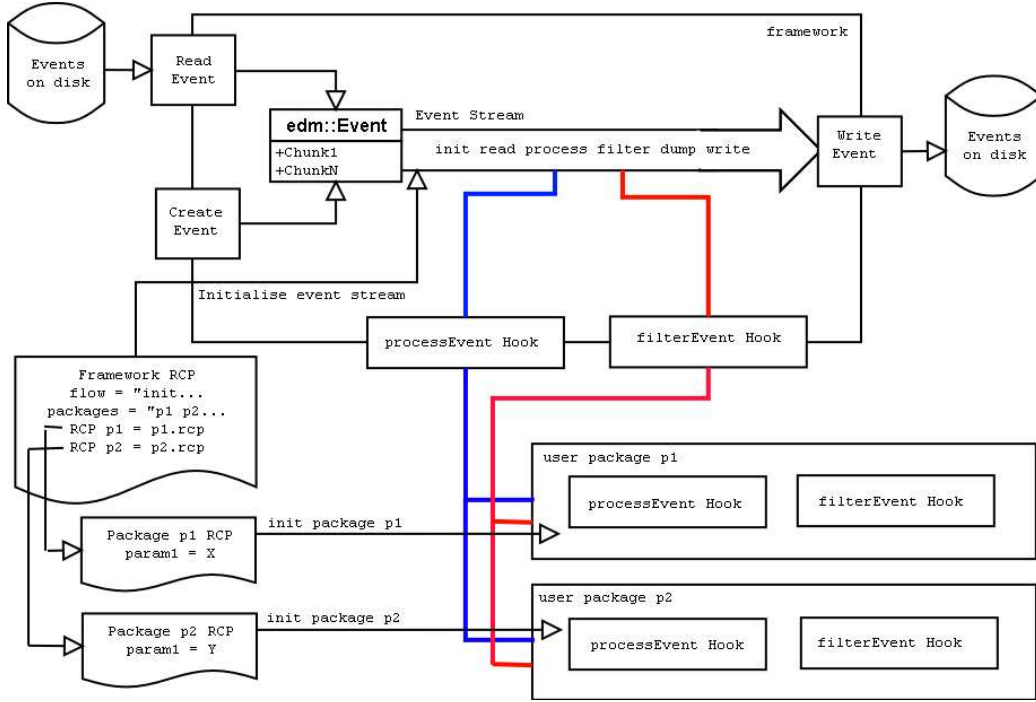 framework
Events
on disk
Read
Event
edm::Event
+Chunk1
+ChunkN
Event Stream
init read process filter dump write
Write
Event
Events
on disk
Create
Event
Initialise event stream
processEvent Hook
filterEvent Hook
Framework RCP
flow = "init...
packages = "p1 p2...
RCP p1 = p1.rcp
RCP p2 = p2.rcp
user package p1
processEvent Hook
filterEvent Hook
init package p1
Package p1 RCP
param1 = X
user package p2
processEvent Hook
filterEvent Hook
init package p2
Package p2 RCP
param1 = Y